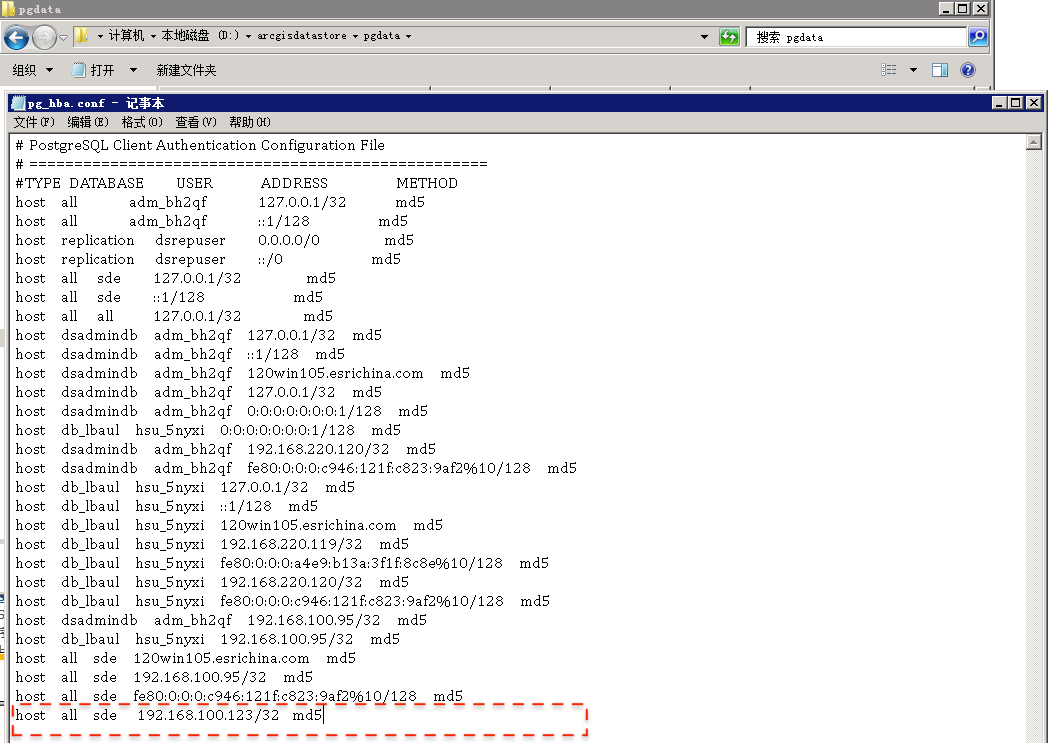 pgdata
计算机 本地磁盘 (D:) arcgisdatastore pgdata
搜索 pgdata
组织 打开 新建文件夹
pg_hba.conf - 记事本
文件(F) 编辑(E) 格式(O) 查看(V) 帮助(H)
# PostgreSQL Client Authentication Configuration File
# ===================================================
#TYPE DATABASE USER ADDRESS METHOD
host all adm_bh2qf 127.0.0.1/32 md5
host all adm_bh2qf ::1/128 md5
host replication dsrepuser 0.0.0.0/0 md5
host replication dsrepuser ::/0 md5
host all sde 127.0.0.1/32 md5
host all sde ::1/128 md5
host all all 127.0.0.1/32 md5
host dsadmindb adm_bh2qf 127.0.0.1/32 md5
host dsadmindb adm_bh2qf ::1/128 md5
host dsadmindb adm_bh2qf 120win105.esrichina.com md5
host dsadmindb adm_bh2qf 127.0.0.1/32 md5
host dsadmindb adm_bh2qf 0:0:0:0:0:0:0:1/128 md5
host db_lbaul hsu_5nyxi 0:0:0:0:0:0:0:1/128 md5
host dsadmindb adm_bh2qf 192.168.220.120/32 md5
host dsadmindb adm_bh2qf fe80:0:0:0:c946:121f:c823:9af2%10/128 md5
host db_lbaul hsu_5nyxi 127.0.0.1/32 md5
host db_lbaul hsu_5nyxi ::1/128 md5
host db_lbaul hsu_5nyxi 120win105.esrichina.com md5
host db_lbaul hsu_5nyxi 192.168.220.119/32 md5
host db_lbaul hsu_5nyxi fe80:0:0:0:a4e9:b13a:3f1f:8c8e%10/128 md5
host db_lbaul hsu_5nyxi 192.168.220.120/32 md5
host db_lbaul hsu_5nyxi fe80:0:0:0:c946:121f:c823:9af2%10/128 md5
host dsadmindb adm_bh2qf 192.168.100.95/32 md5
host db_lbaul hsu_5nyxi 192.168.100.95/32 md5
host all sde 120win105.esrichina.com md5
host all sde 192.168.100.95/32 md5
host all sde fe80:0:0:0:c946:121f:c823:9af2%10/128 md5
host all sde 192.168.100.123/32 md5